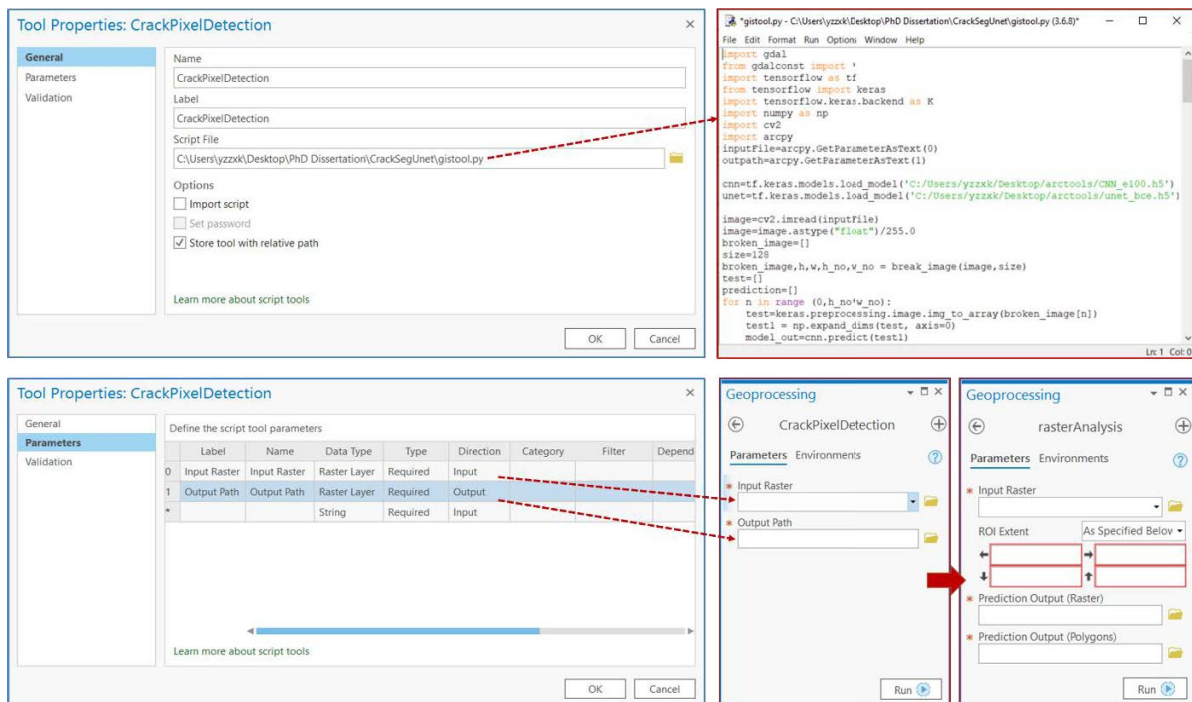 Tool Properties: CrackPixelDetection
General
Parameters
Validation
Name
CrackPixelDetection
Label
CrackPixelDetection
Script File
C:\Users\yzzxk\Desktop\PhD Dissertation\CrackSegUnet\gistool.py
Options
Import script
Set password
Store tool with relative path
Learn more about script tools
OK Cancel
*gistool.py - C:\Users\yzzxk\Desktop\PhD Dissertation\CrackSegUnet\gistool.py (3.6.8)*
File Edit Format Run Options Window Help
import gdal
from gdalconst import *
import tensorflow as tf
from tensorflow import keras
import tensorflow.keras.backend as K
import numpy as np
import cv2
import arcpy
inputFile=arcpy.GetParameterAsText(0)
outpath=arcpy.GetParameterAsText(1)
cnn=tf.keras.models.load_model('C:/Users/yzzxk/Desktop/arctools/CNN_e100.h5')
unet=tf.keras.models.load_model('C:/Users/yzzxk/Desktop/arctools/unet_bce.h5')
image=cv2.imread(inputFile)
image=image.astype("float")/255.0
broken_image=[]
size=128
broken_image,h,w,h_no,v_no = break_image(image,size)
test=[]
prediction=[]
for n in range (0,h_no*w_no):
test=keras.preprocessing.image.img_to_array(broken_image[n])
test1 = np.expand_dims(test, axis=0)
model_out=cnn.predict(test1)
Ln: 1 Col: 0
Tool Properties: CrackPixelDetection
General
Parameters
Validation
Define the script tool parameters
Label Name Data Type Type Direction Category Filter Depend
0 Input Raster Input Raster Raster Layer Required Input
1 Output Path Output Path Raster Layer Required Output
* String Required Input
Learn more about script tools
OK Cancel
Geoprocessing
CrackPixelDetection
Parameters Environments
* Input Raster
* Output Path
Run
Geoprocessing
rasterAnalysis
Parameters Environments
* Input Raster
ROI Extent As Specified Below
* Prediction Output (Raster)
* Prediction Output (Polygons)
Run